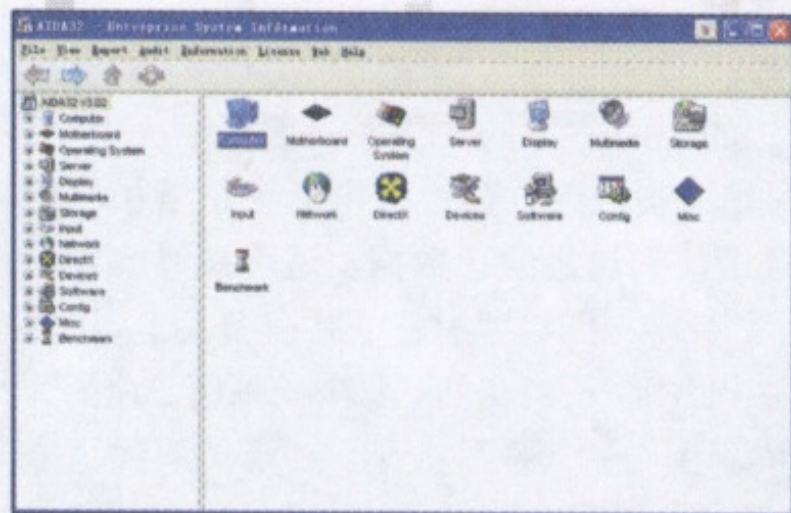 AIDA32 - Enterprise System Information
File View Report Audit Information License Web Help
AIDA32 v3.02
Computer
Motherboard
Operating System
Server
Display
Multimedia
Storage
Input
Network
DirectX
Devices
Software
Config
Misc
Benchmark
Computer Motherboard Operating System Server Display Multimedia Storage
Input Network DirectX Devices Software Config Misc
Benchmark